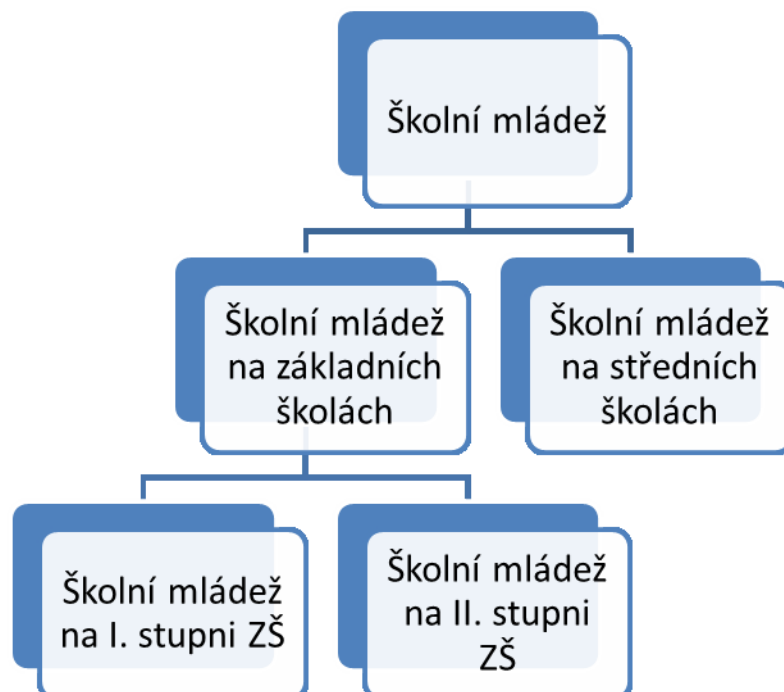 Školní mládež
Školní mládež
na základních
školách
Školní mládež
na středních
školách
Školní mládež
na I. stupni ZŠ
Školní mládež
na II. stupni
ZŠ